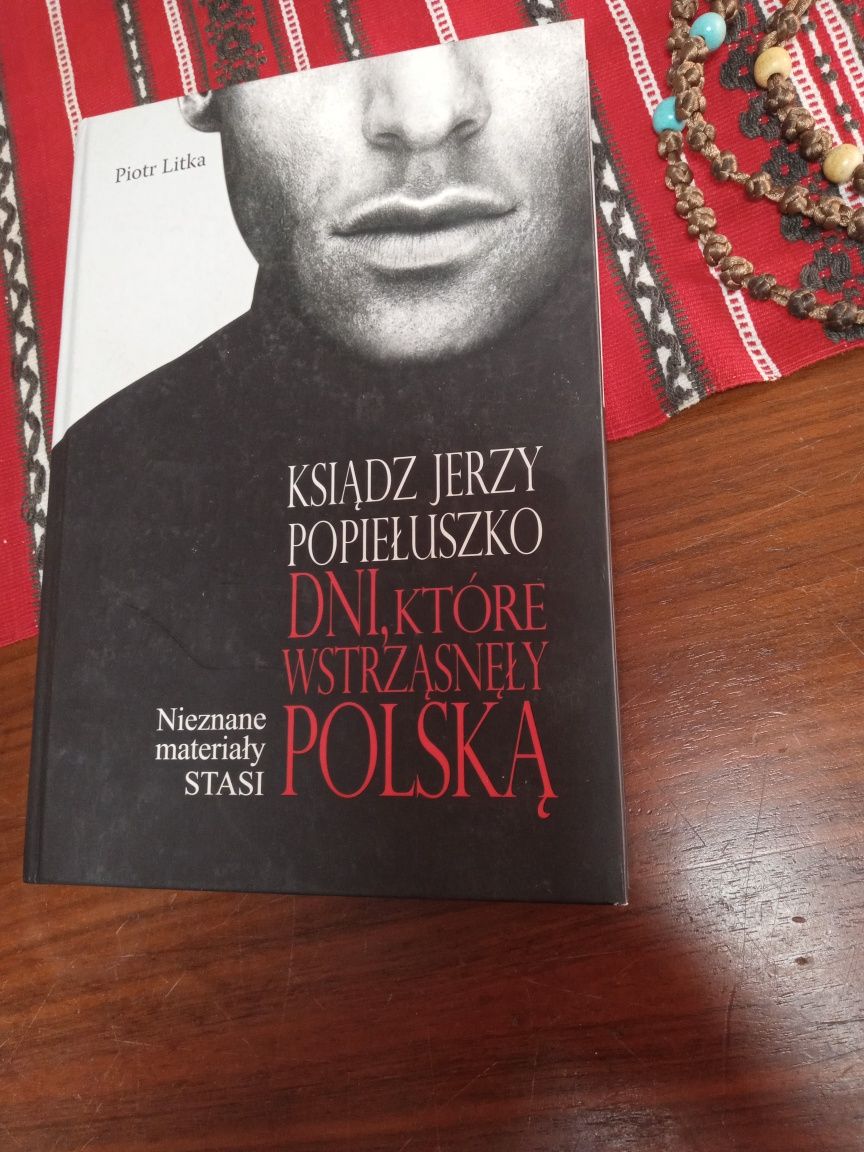 Piotr Litka
KSIĄDZ JERZY
POPIEŁUSZKO
DNI, KTÓRE
WSTRZĄSNĘŁY
POLSKĄ
Nieznane
materiały
STASI